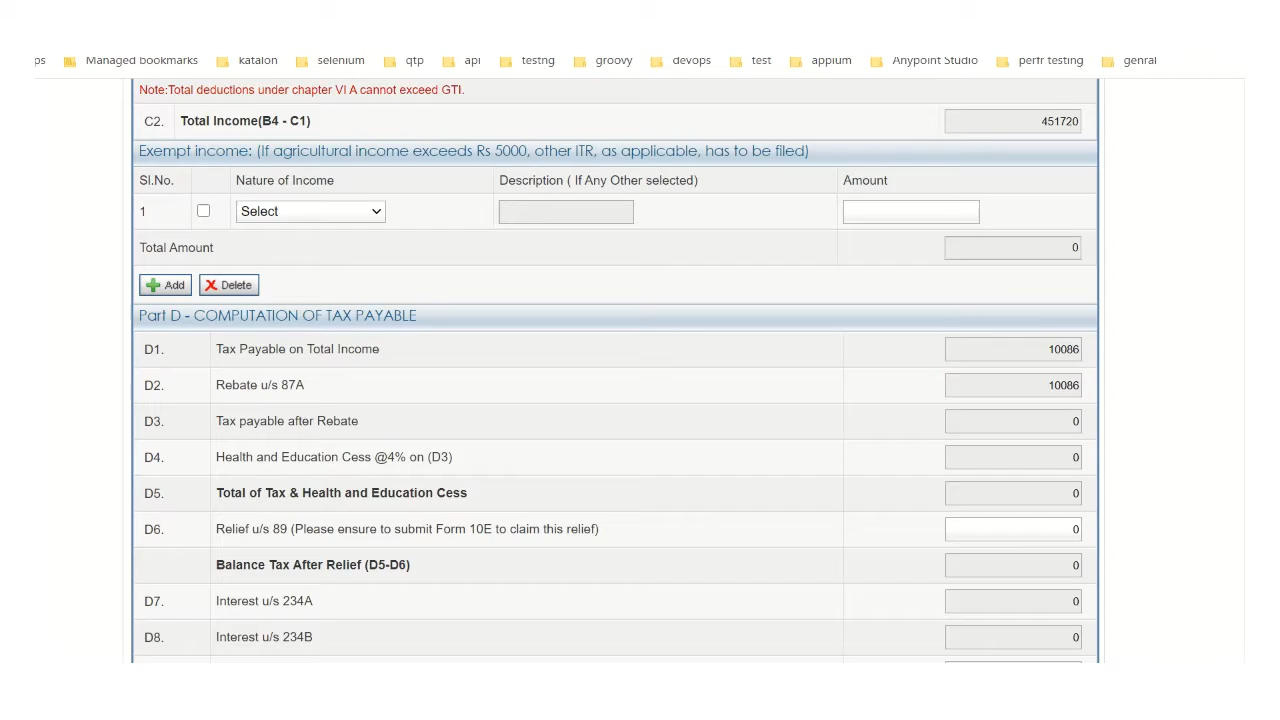 ps Managed bookmarks katalon selenium qtp api testng groovy devops test appium Anypoint Studio perfr testing genral
Note:Total deductions under chapter VI A cannot exceed GTI.
C2. Total Income(B4 - C1) 451720
Exempt income: (If agricultural income exceeds Rs 5000, other ITR, as applicable, has to be filed)
Sl.No. Nature of Income Description ( If Any Other selected) Amount
1 Select
Total Amount 0
Add Delete
Part D - COMPUTATION OF TAX PAYABLE
D1. Tax Payable on Total Income 10086
D2. Rebate u/s 87A 10086
D3. Tax payable after Rebate 0
D4. Health and Education Cess @4% on (D3) 0
D5. Total of Tax & Health and Education Cess 0
D6. Relief u/s 89 (Please ensure to submit Form 10E to claim this relief) 0
Balance Tax After Relief (D5-D6) 0
D7. Interest u/s 234A 0
D8. Interest u/s 234B 0